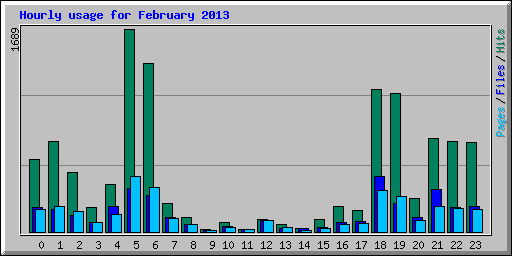 Hourly usage for February 2013
1689
Pages / Files / Hits
0 1 2 3 4 5 6 7 8 9 10 11 12 13 14 15 16 17 18 19 20 21 22 23